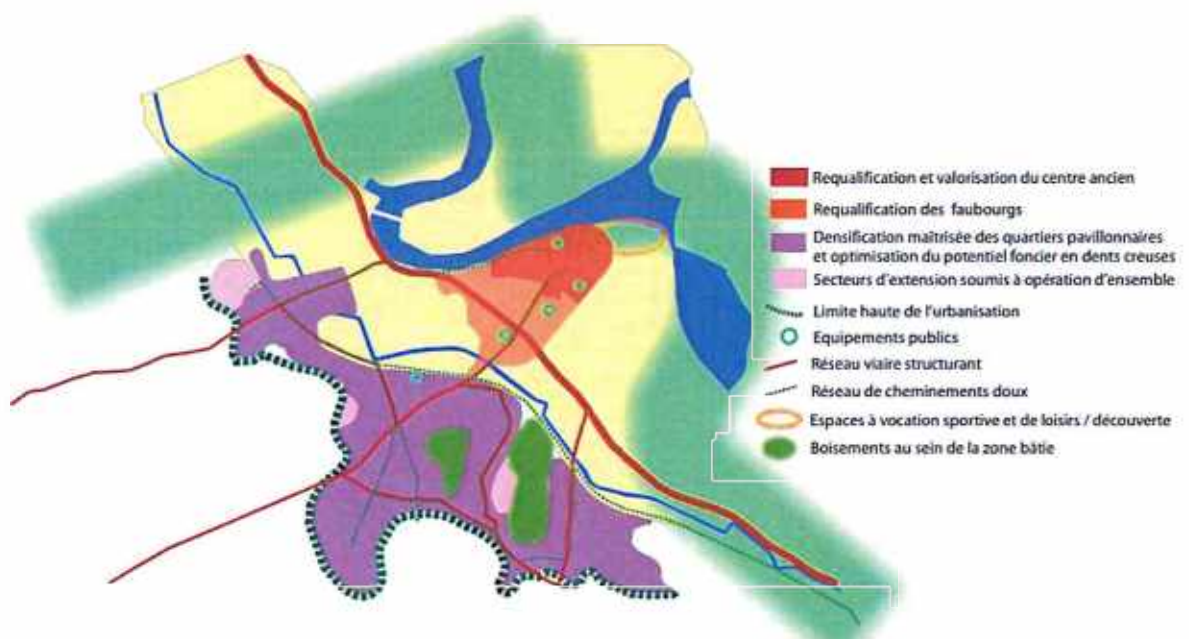 Requalification et valorisation du centre ancien
Requalification des faubourgs
Densification maîtrisée des quartiers pavillonnaires
et optimisation du potentiel foncier en dents creuses
Secteurs d'extension soumis à opération d'ensemble
Limite haute de l'urbanisation
Equipements publics
Réseau viaire structurant
Réseau de cheminements doux
Espaces à vocation sportive et de loisirs / découverte
Boisements au sein de la zone bâtie